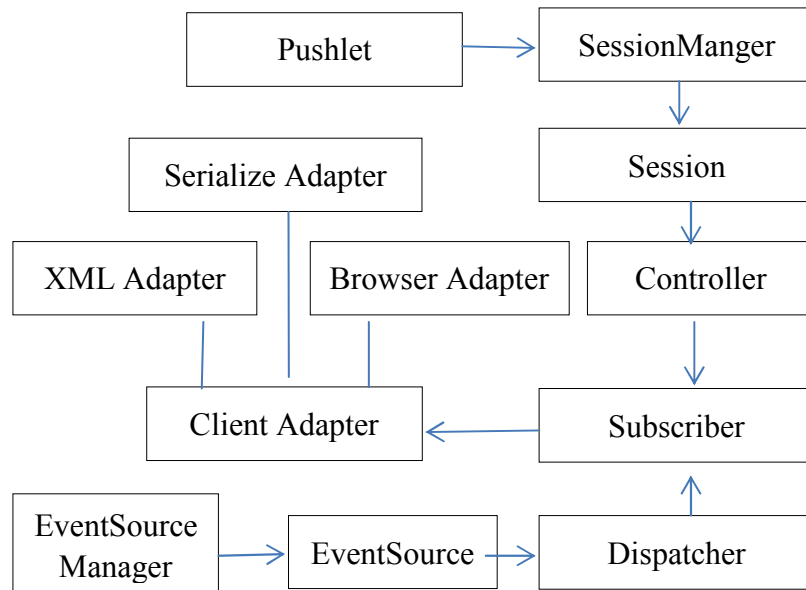 Pushlet
SessionManger
Serialize Adapter
Session
XML Adapter
Browser Adapter
Controller
Client Adapter
Subscriber
EventSource
Manager
EventSource
Dispatcher